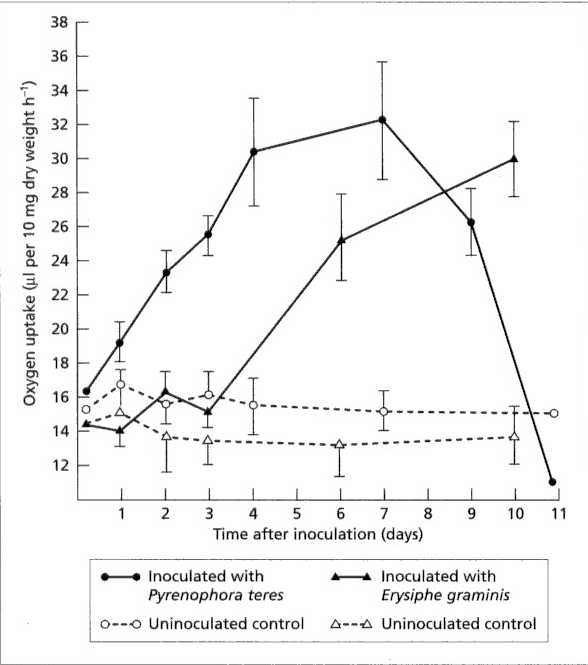 38
36
34
32
30
28
26
24
22
20
18
16
14
12
Oxygen uptake (µl per 10 mg dry weight h⁻¹)
1 2 3 4 5 6 7 8 9 10 11
Time after inoculation (days)
Inoculated with
Pyrenophora teres
Inoculated with
Erysiphe graminis
Uninoculated control
Uninoculated control